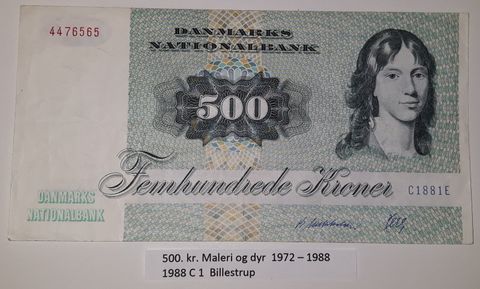 4476565
DANMARKS
NATIONALBANK
500
Femhundrede Kroner
C1881E
DANMARKS
NATIONALBANK
500. kr. Maleri og dyr 1972 – 1988
1988 C 1 Billestrup